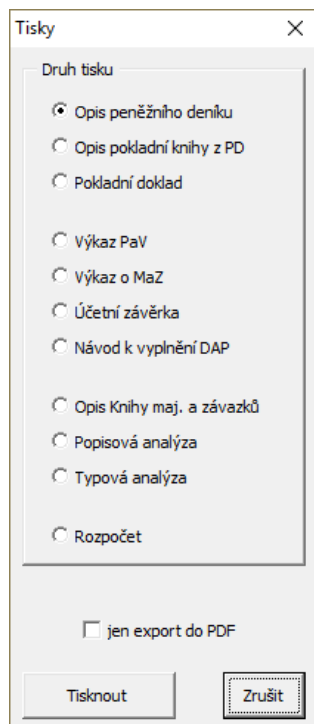 Tisky
Druh tisku
Opis peněžního deníku
Opis pokladní knihy z PD
Pokladní doklad
Výkaz PaV
Výkaz o MaZ
Účetní závěrka
Návod k vyplnění DAP
Opis Knihy maj. a závazků
Popisová analýza
Typová analýza
Rozpočet
jen export do PDF
Tisknout
Zrušit